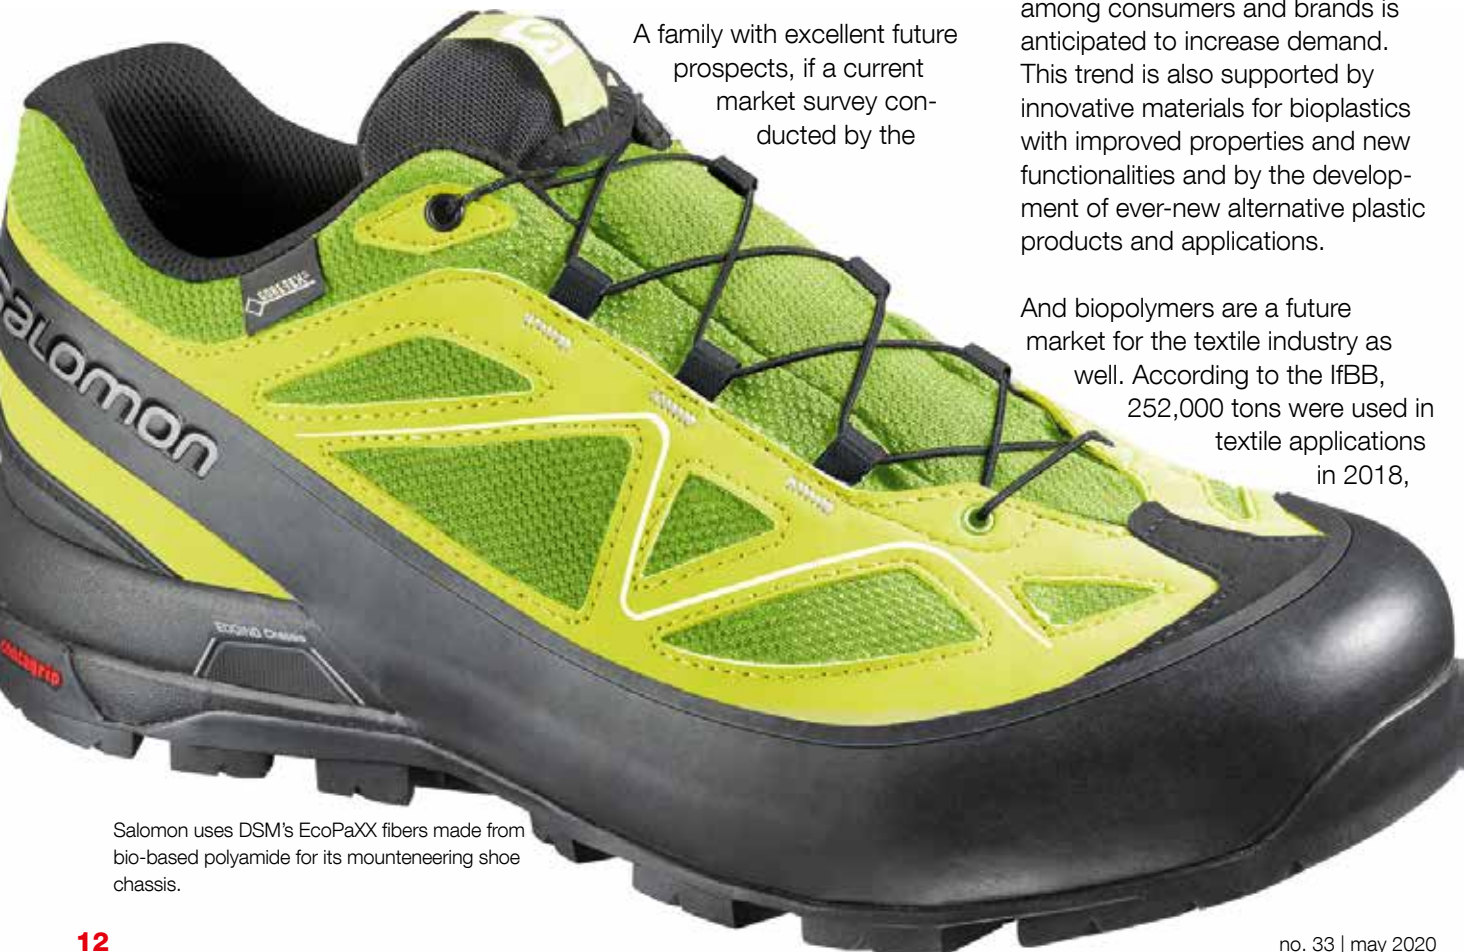 A family with excellent future
prospects, if a current
market survey con-
ducted by the
among consumers and brands is
anticipated to increase demand.
This trend is also supported by
innovative materials for bioplastics
with improved properties and new
functionalities and by the develop-
ment of ever-new alternative plastic
products and applications.
And biopolymers are a future
market for the textile industry as
well. According to the IfBB,
252,000 tons were used in
textile applications
in 2018,
GORE-TEX®
salomon
contagrip
Salomon uses DSM’s EcoPaXX fibers made from
bio-based polyamide for its mounteneering shoe
chassis.
12
no. 33 | may 2020